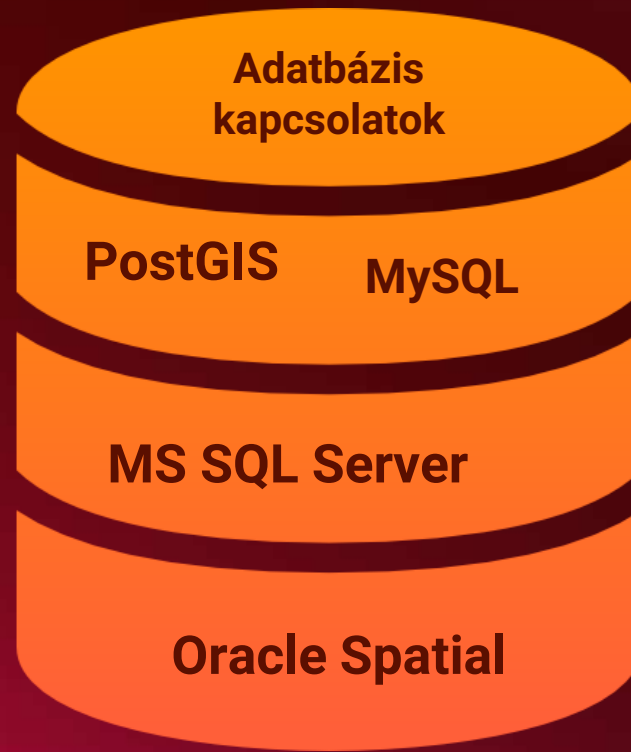 Adatbázis
kapcsolatok
PostGIS MySQL
MS SQL Server
Oracle Spatial